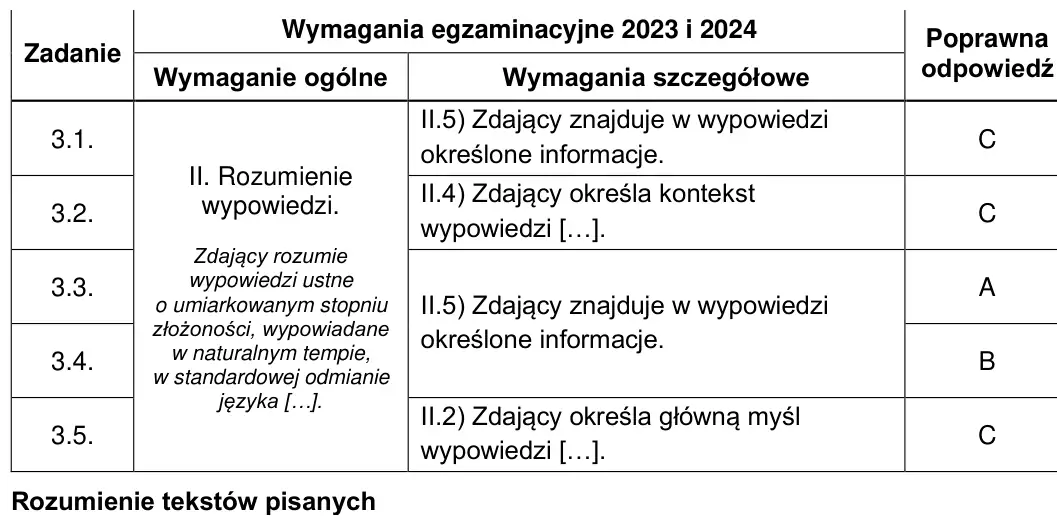 Zadanie
Wymagania egzaminacyjne 2023 i 2024
Poprawna
odpowiedź
Wymaganie ogólne
Wymagania szczegółowe
3.1.
II. Rozumienie
wypowiedzi.
Zdający rozumie
wypowiedzi ustne
o umiarkowanym stopniu
złożoności, wypowiadane
w naturalnym tempie,
w standardowej odmianie
języka […].
II.5) Zdający znajduje w wypowiedzi
określone informacje.
C
3.2.
II.4) Zdający określa kontekst
wypowiedzi […].
C
3.3.
II.5) Zdający znajduje w wypowiedzi
określone informacje.
A
3.4.
B
3.5.
II.2) Zdający określa główną myśl
wypowiedzi […].
C
Rozumienie tekstów pisanych